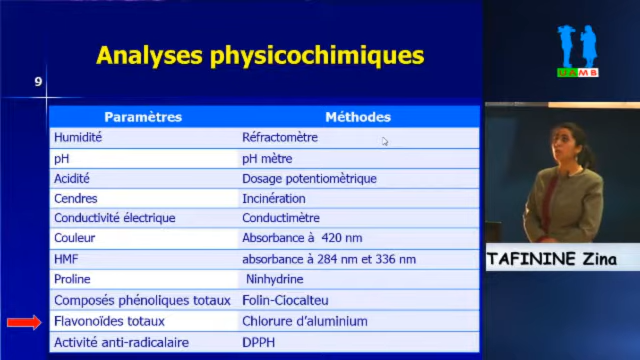 Analyses physicochimiques
9
Paramètres Méthodes
Humidité Réfractomètre
pH pH mètre
Acidité Dosage potentiomètrique
Cendres Incinération
Conductivité électrique Conductimètre
Couleur Absorbance à 420 nm
HMF absorbance à 284 nm et 336 nm
Proline Ninhydrine
Composés phénoliques totaux Folin-Ciocalteu
Flavonoïdes totaux Chlorure d'aluminium
Activité anti-radicalaire DPPH
UAMB
TAFININE Zina